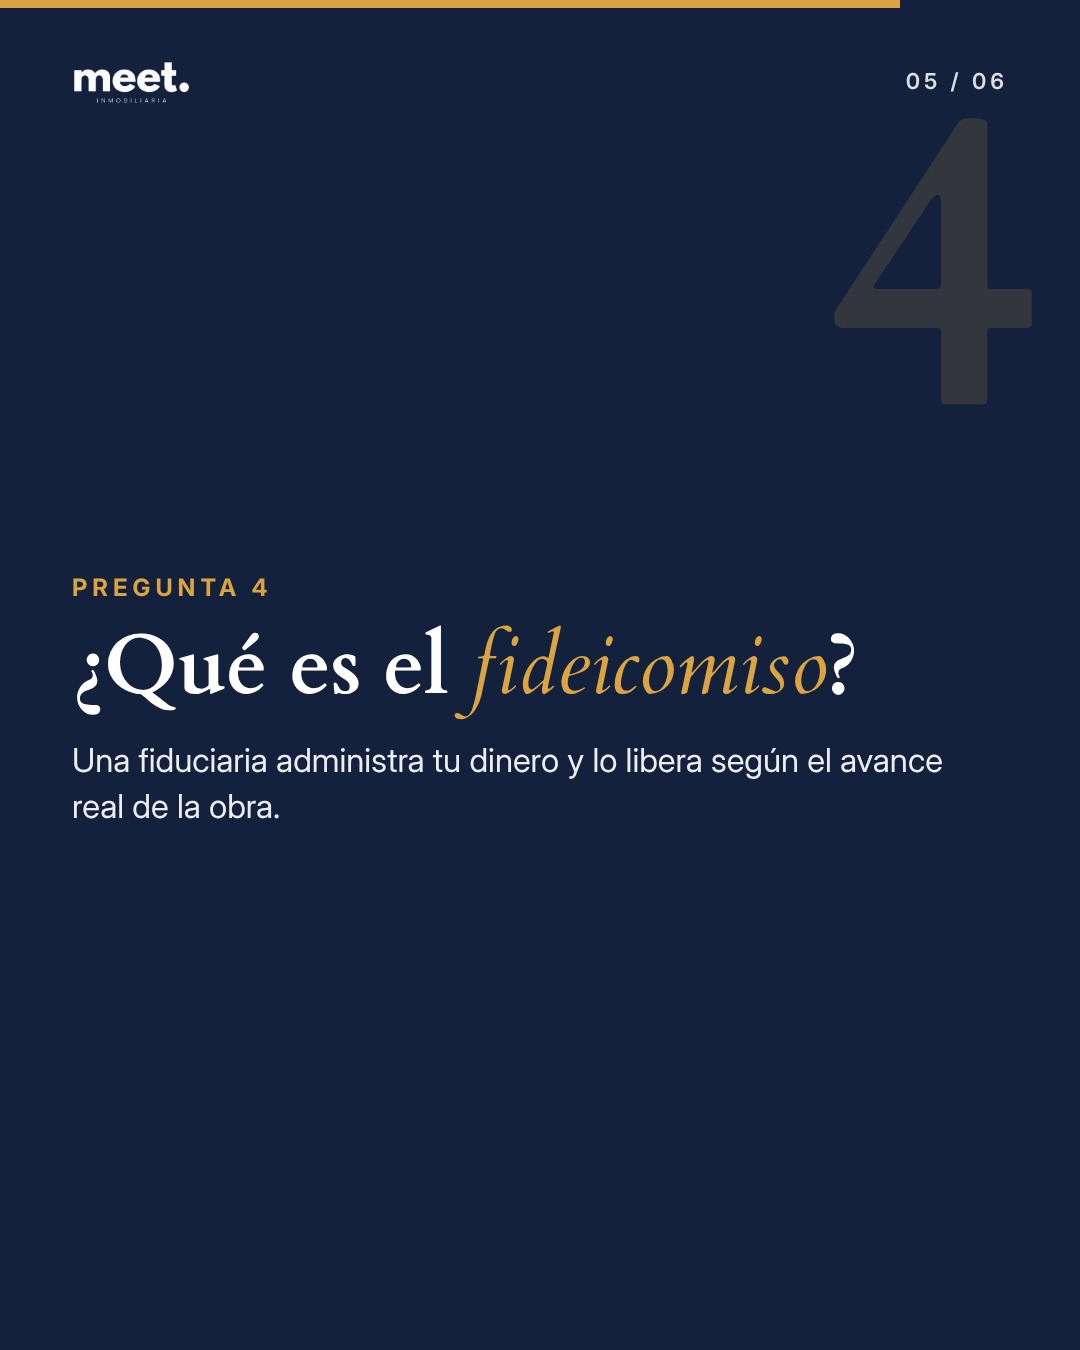 meet.
INMOBILIARIA
05 / 06
4
PREGUNTA 4
¿Qué es el fideicomiso?
Una fiduciaria administra tu dinero y lo libera según el avance
real de la obra.